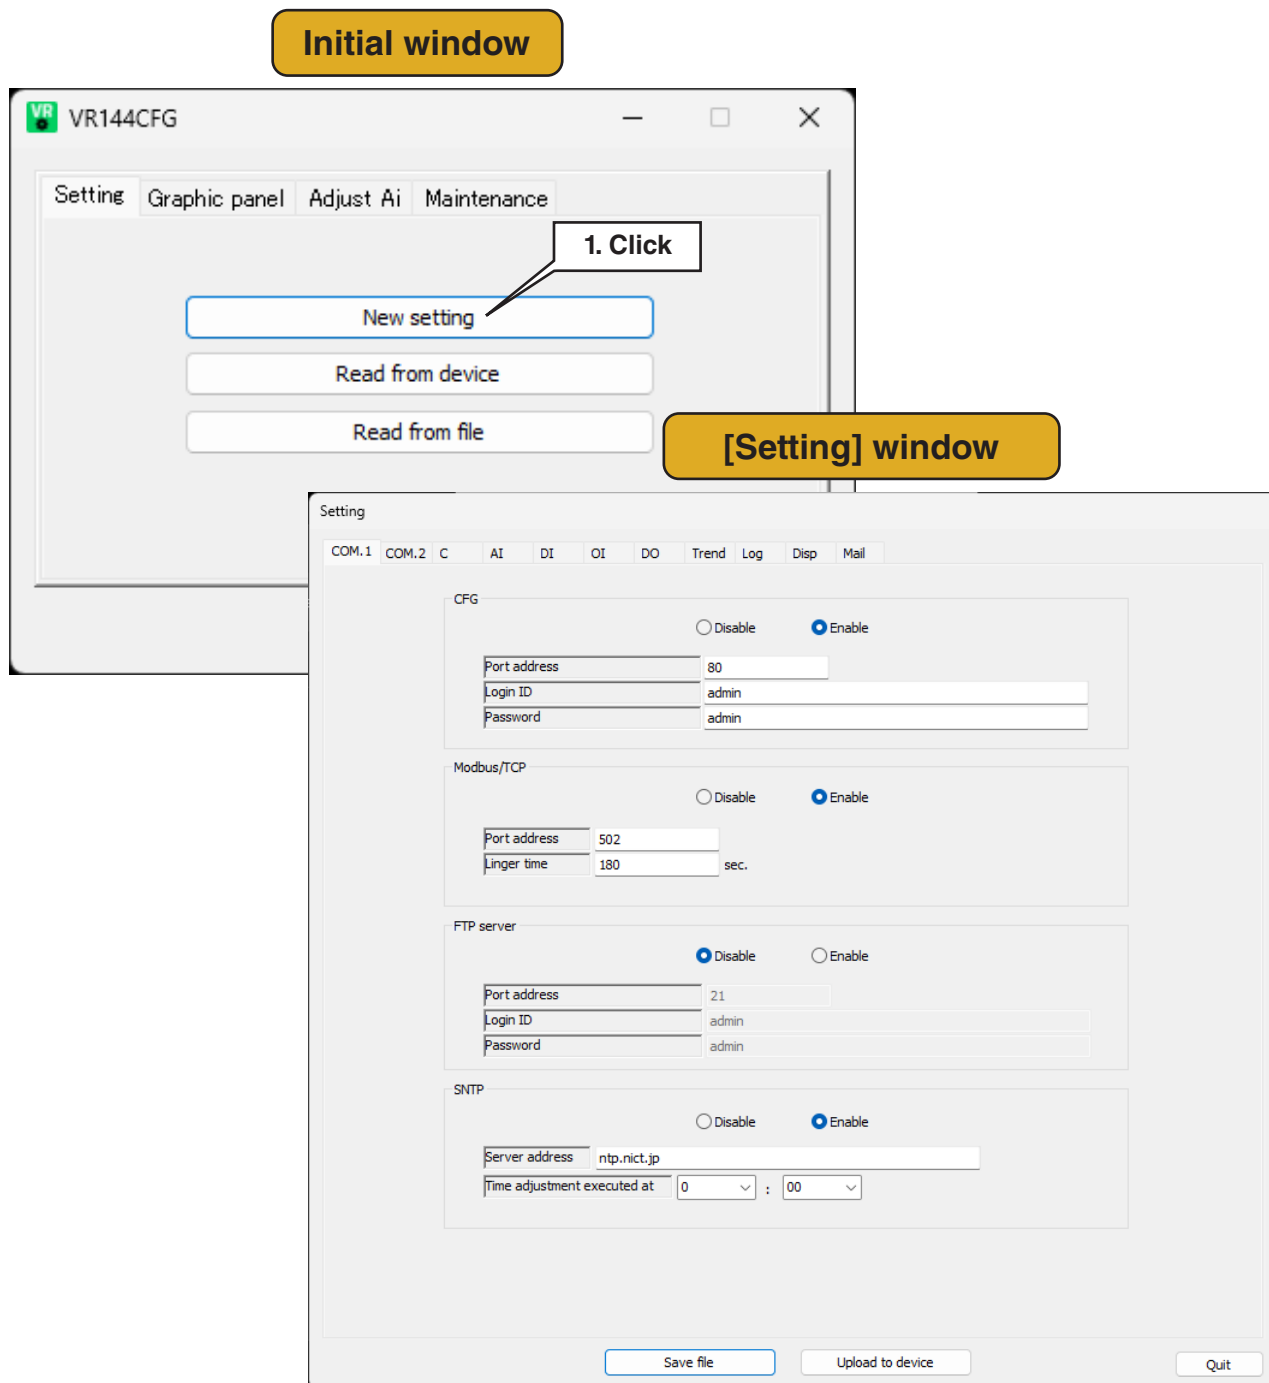 Initial window
VR VR144CFG
Setting Graphic panel Adjust Ai Maintenance
1. Click
New setting
Read from device
Read from file
[Setting] window
Setting
COM.1 COM.2 C AI DI OI DO Trend Log Disp Mail
CFG
Disable Enable
Port address 80
Login ID admin
Password admin
Modbus/TCP
Disable Enable
Port address 502
Linger time 180 sec.
FTP server
Disable Enable
Port address 21
Login ID admin
Password admin
SNTP
Disable Enable
Server address ntp.nict.jp
Time adjustment executed at 0 : 00
Save file Upload to device Quit